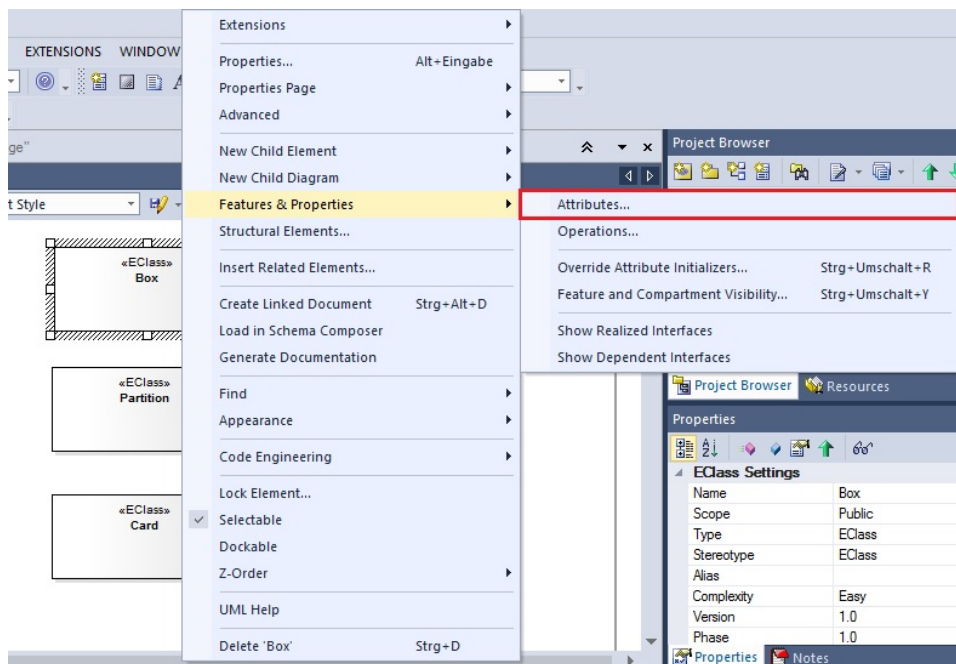 EXTENSIONS WINDOW
ge"
t Style
«EClass»
Box
«EClass»
Partition
«EClass»
Card
Extensions
Properties... Alt+Eingabe
Properties Page
Advanced
New Child Element
New Child Diagram
Features & Properties
Structural Elements...
Insert Related Elements...
Create Linked Document Strg+Alt+D
Load in Schema Composer
Generate Documentation
Find
Appearance
Code Engineering
Lock Element...
Selectable
Dockable
Z-Order
UML Help
Delete 'Box' Strg+D
Attributes...
Operations...
Override Attribute Initializers... Strg+Umschalt+R
Feature and Compartment Visibility... Strg+Umschalt+Y
Show Realized Interfaces
Show Dependent Interfaces
Project Browser
Project Browser Resources
Properties
EClass Settings
Name Box
Scope Public
Type EClass
Stereotype EClass
Alias
Complexity Easy
Version 1.0
Phase 1.0
Properties Notes